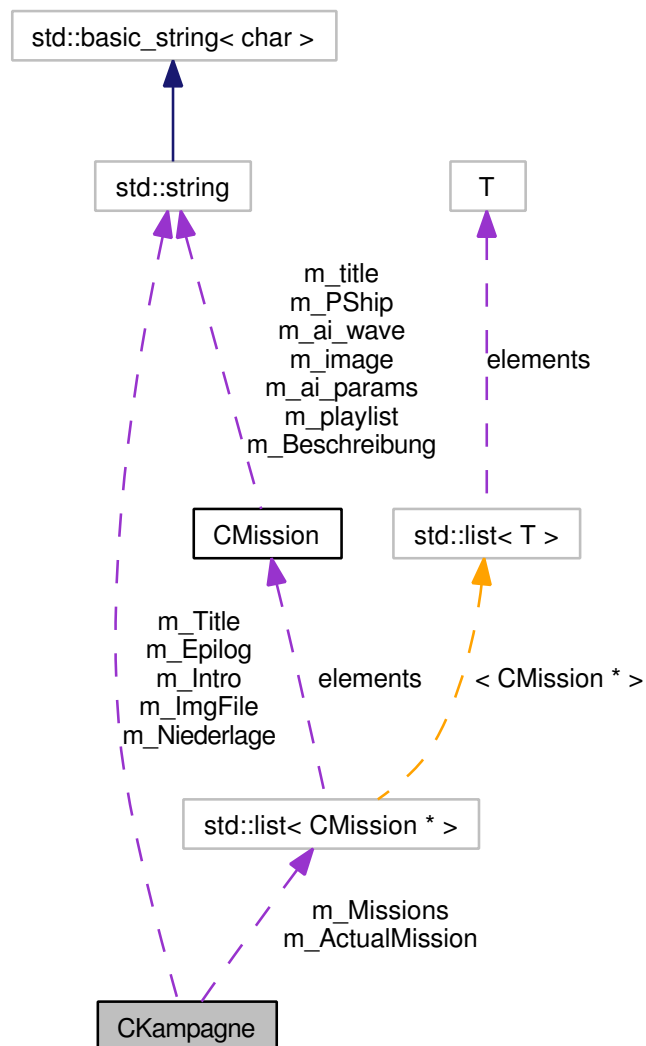 std::basic_string< char >
std::string
T
m_title
m_PShip
m_ai_wave
m_image
m_ai_params
m_playlist
m_Beschreibung
elements
CMission
std::list< T >
m_Title
m_Epilog
m_Intro
m_ImgFile
m_Niederlage
elements
< CMission * >
std::list< CMission * >
m_Missions
m_ActualMission
CKampagne